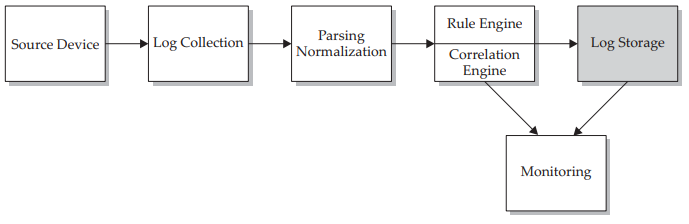 Source Device
Log Collection
Parsing
Normalization
Rule Engine
Correlation
Engine
Log Storage
Monitoring